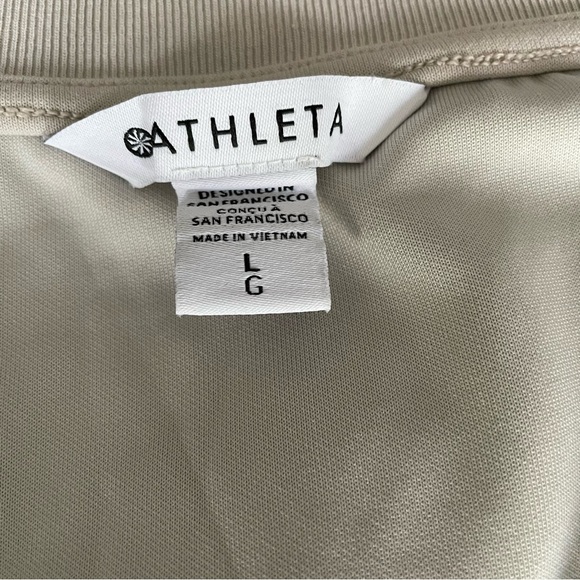 ATHLETA
DESIGNED IN
SAN FRANCISCO
CONÇU À
SAN FRANCISCO
MADE IN VIETNAM
L
G